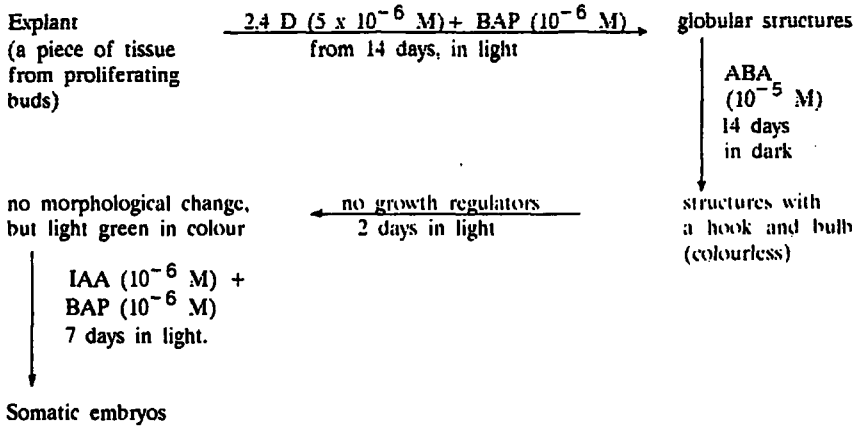 Explant
(a piece of tissue
from proliferating
buds)
2,4 D (5 x 10⁻⁶ M)+ BAP (10⁻⁶ M)
from 14 days, in light
globular structures
ABA
(10⁻⁵ M)
14 days
in dark
structures with
a hook and bulb
(colourless)
no growth regulators
2 days in light
no morphological change,
but light green in colour
IAA (10⁻⁶ M) +
BAP (10⁻⁶ M)
7 days in light.
Somatic embryos